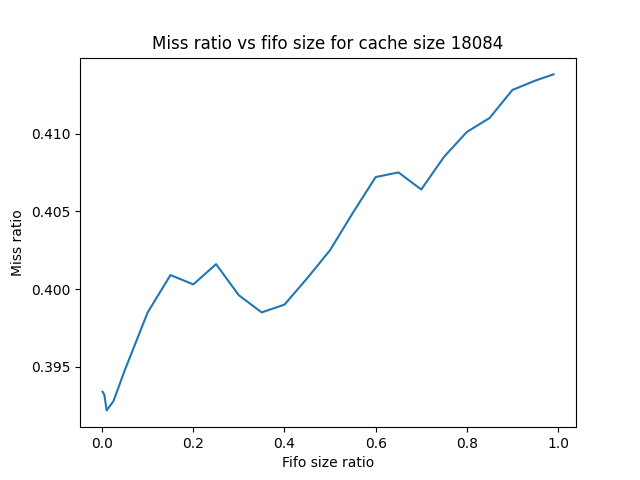 Miss ratio vs fifo size for cache size 18084
0.410
0.405
0.400
0.395
Miss ratio
0.0 0.2 0.4 0.6 0.8 1.0
Fifo size ratio